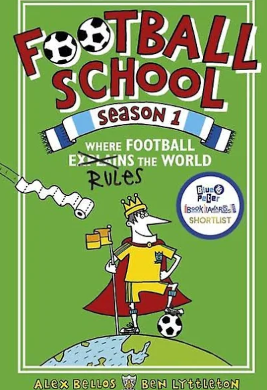 FOOTBALL
SCHOOL
SEASON 1
WHERE FOOTBALL
EXPLAINS THE WORLD
RULES
Blue Peter
Book Awards
SHORTLIST
ALEX BELLOS BEN LYTTLETON